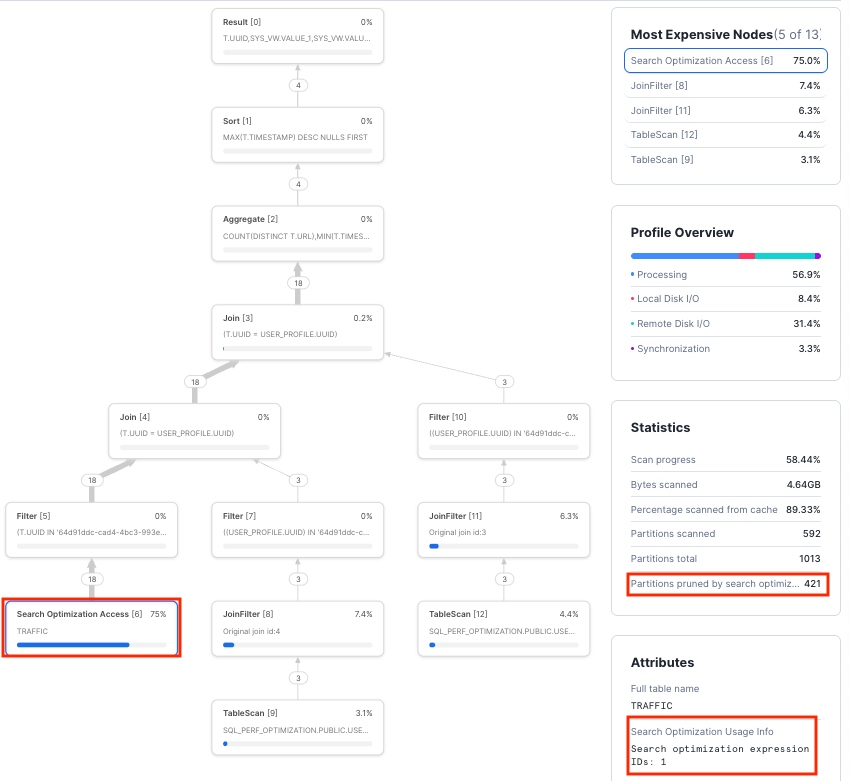 Result [0] 0%
T.UUID,SYS_VW.VALUE_1,SYS_VW.VALU...
4
Sort [1] 0%
MAX(T.TIMESTAMP) DESC NULLS FIRST
4
Aggregate [2] 0%
COUNT(DISTINCT T.URL),MIN(T.TIMES...
18
Join [3] 0.2%
(T.UUID = USER_PROFILE.UUID)
18
3
Join [4] 0%
(T.UUID = USER_PROFILE.UUID)
Filter [10] 0%
((USER_PROFILE.UUID) IN '64d91ddc-c...
18
3
3
Filter [5] 0%
(T.UUID IN '64d91ddc-cad4-4bc3-993e...
Filter [7] 0%
((USER_PROFILE.UUID) IN '64d91ddc-c...
JoinFilter [11] 6.3%
Original join id:3
18
3
3
Search Optimization Access [6] 75%
TRAFFIC
JoinFilter [8] 7.4%
Original join id:4
TableScan [12] 4.4%
SQL_PERF_OPTIMIZATION.PUBLIC.USE...
3
TableScan [9] 3.1%
SQL_PERF_OPTIMIZATION.PUBLIC.USE...
Most Expensive Nodes(5 of 13)
Search Optimization Access [6] 75.0%
JoinFilter [8] 7.4%
JoinFilter [11] 6.3%
TableScan [12] 4.4%
TableScan [9] 3.1%
Profile Overview
Processing 56.9%
Local Disk I/O 8.4%
Remote Disk I/O 31.4%
Synchronization 3.3%
Statistics
Scan progress 58.44%
Bytes scanned 4.64GB
Percentage scanned from cache 89.33%
Partitions scanned 592
Partitions total 1013
Partitions pruned by search optimiz... 421
Attributes
Full table name
TRAFFIC
Search Optimization Usage Info
Search optimization expression
IDs: 1